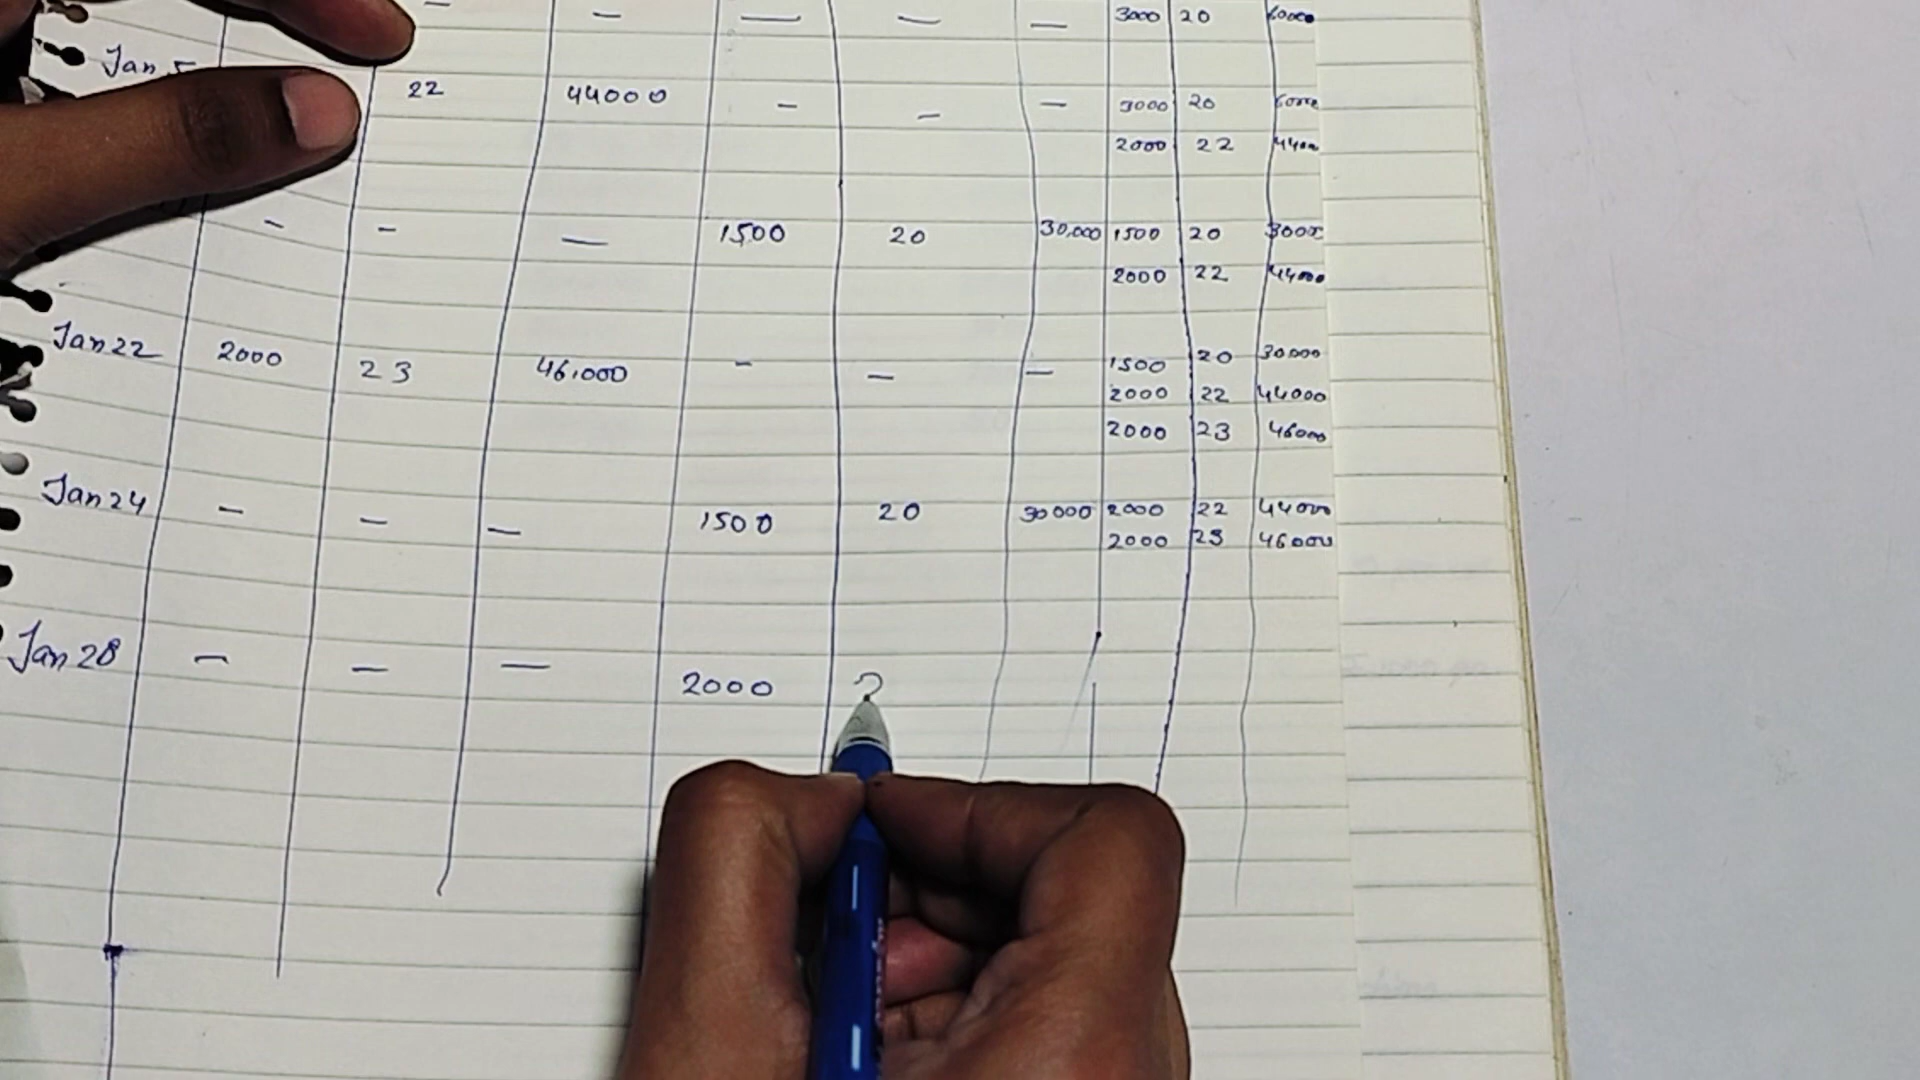 — — — — — 3000 20 60000
Jan 5 22 44000 — — — 3000 20 60000
2000 22 44000
— — — 1500 20 30,000 1500 20 30000
2000 22 44000
Jan 22 2000 23 46,000 — — — 1500 20 30000
2000 22 44000
2000 23 46000
Jan 24 — — — 1500 20 30000 2000 22 44000
2000 23 46000
Jan 28 — — — 2000 ?